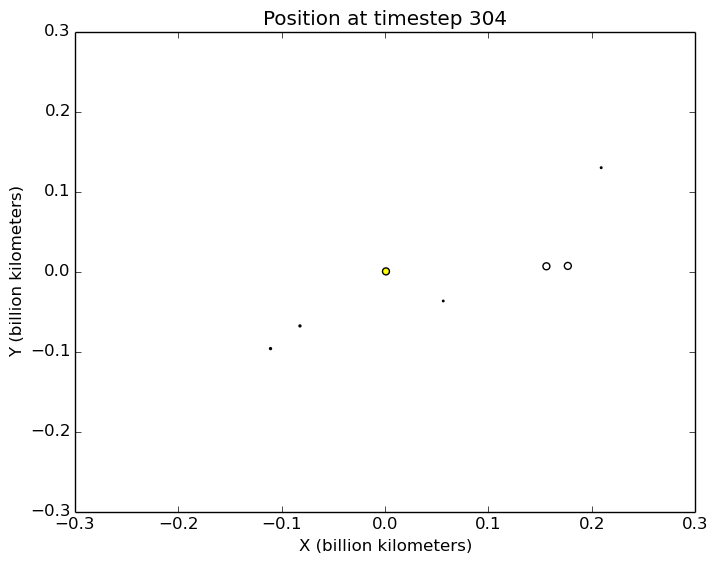 Position at timestep 304
0.3
0.2
0.1
0.0
−0.1
−0.2
−0.3
Y (billion kilometers)
−0.3 −0.2 −0.1 0.0 0.1 0.2 0.3
X (billion kilometers)